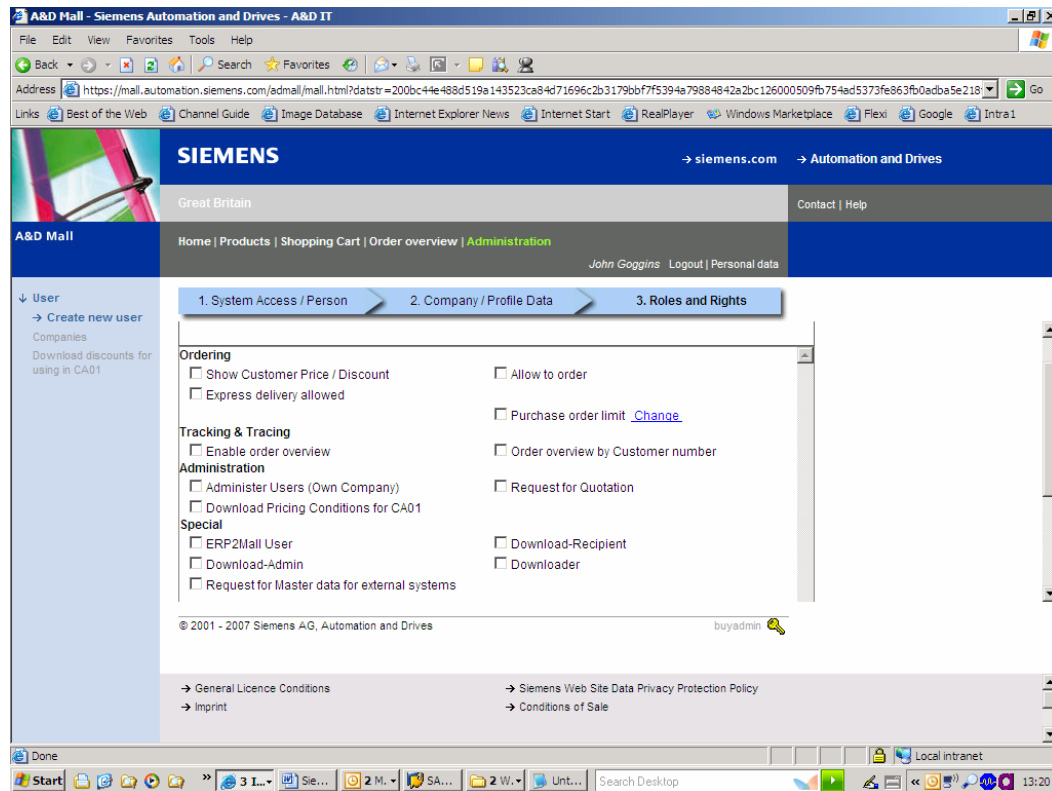 A&D Mall - Siemens Automation and Drives - A&D IT
File Edit View Favorites Tools Help
Back Search Favorites
Address https://mall.automation.siemens.com/admall/mall.html?datstr=200bc44e488d519a143523ca84d71696c2b3179bbf7f5394a79884842a2bc126000509fb754ad5373fe863fb0adba5e218 Go
Links Best of the Web Channel Guide Image Database Internet Explorer News Internet Start RealPlayer Windows Marketplace Flexi Google Intra1
SIEMENS
→ siemens.com → Automation and Drives
Great Britain
Contact | Help
A&D Mall
Home | Products | Shopping Cart | Order overview | Administration
John Goggins Logout | Personal data
↓ User
→ Create new user
Companies
Download discounts for
using in CA01
1. System Access / Person 2. Company / Profile Data 3. Roles and Rights
Ordering
Show Customer Price / Discount Allow to order
Express delivery allowed
Purchase order limit Change
Tracking & Tracing
Enable order overview Order overview by Customer number
Administration
Administer Users (Own Company) Request for Quotation
Download Pricing Conditions for CA01
Special
ERP2Mall User Download-Recipient
Download-Admin Downloader
Request for Master data for external systems
© 2001 - 2007 Siemens AG, Automation and Drives buyadmin
→ General Licence Conditions → Siemens Web Site Data Privacy Protection Policy
→ Imprint → Conditions of Sale
Done Local intranet
Start » 3 I... Sie... 2 M. SA... 2 W. Unt... Search Desktop « 13:20